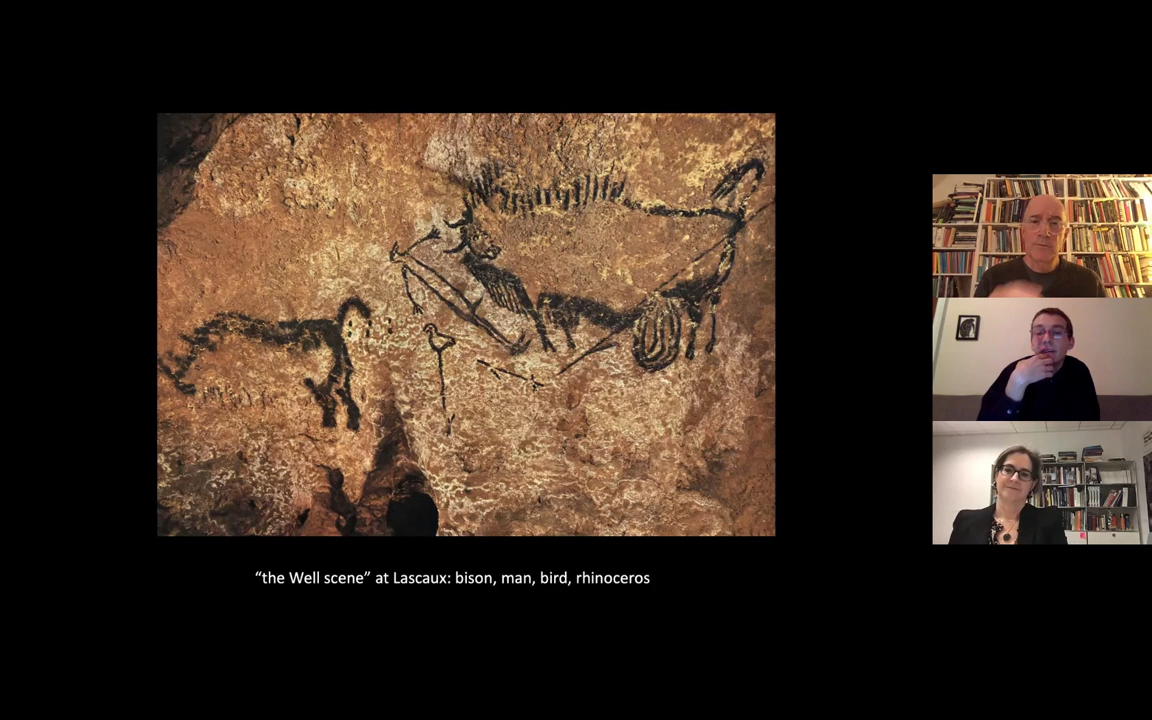 “the Well scene” at Lascaux: bison, man, bird, rhinoceros